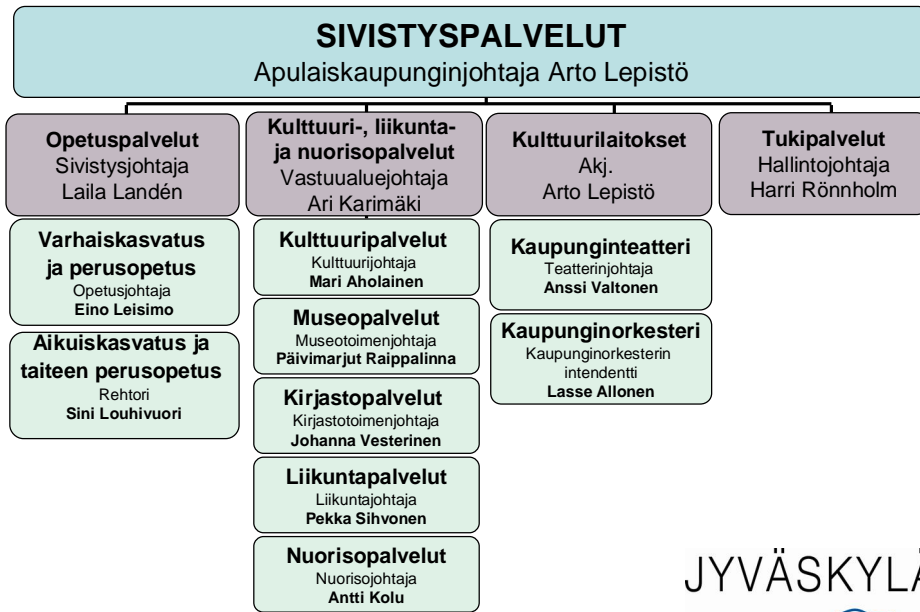 SIVISTYSPALVELUT
Apulaiskaupunginjohtaja Arto Lepistö
Opetuspalvelut
Sivistysjohtaja
Laila Landén
Varhaiskasvatus
ja perusopetus
Opetusjohtaja
Eino Leisimo
Aikuiskasvatus ja
taiteen perusopetus
Rehtori
Sini Louhivuori
Kulttuuri-, liikunta-
ja nuorisopalvelut
Vastuualuejohtaja
Ari Karimäki
Kulttuuripalvelut
Kulttuurijohtaja
Mari Aholainen
Museopalvelut
Museotoimenjohtaja
Päivimarjut Raippalinna
Kirjastopalvelut
Kirjastotoimenjohtaja
Johanna Vesterinen
Liikuntapalvelut
Liikuntajohtaja
Pekka Sihvonen
Nuorisopalvelut
Nuorisojohtaja
Antti Kolu
Kulttuurilaitokset
Akj.
Arto Lepistö
Kaupunginteatteri
Teatterinjohtaja
Anssi Valtonen
Kaupunginorkesteri
Kaupunginorkesterin
intendentti
Lasse Allonen
Tukipalvelut
Hallintojohtaja
Harri Rönnholm
JYVÄSKYLÄ